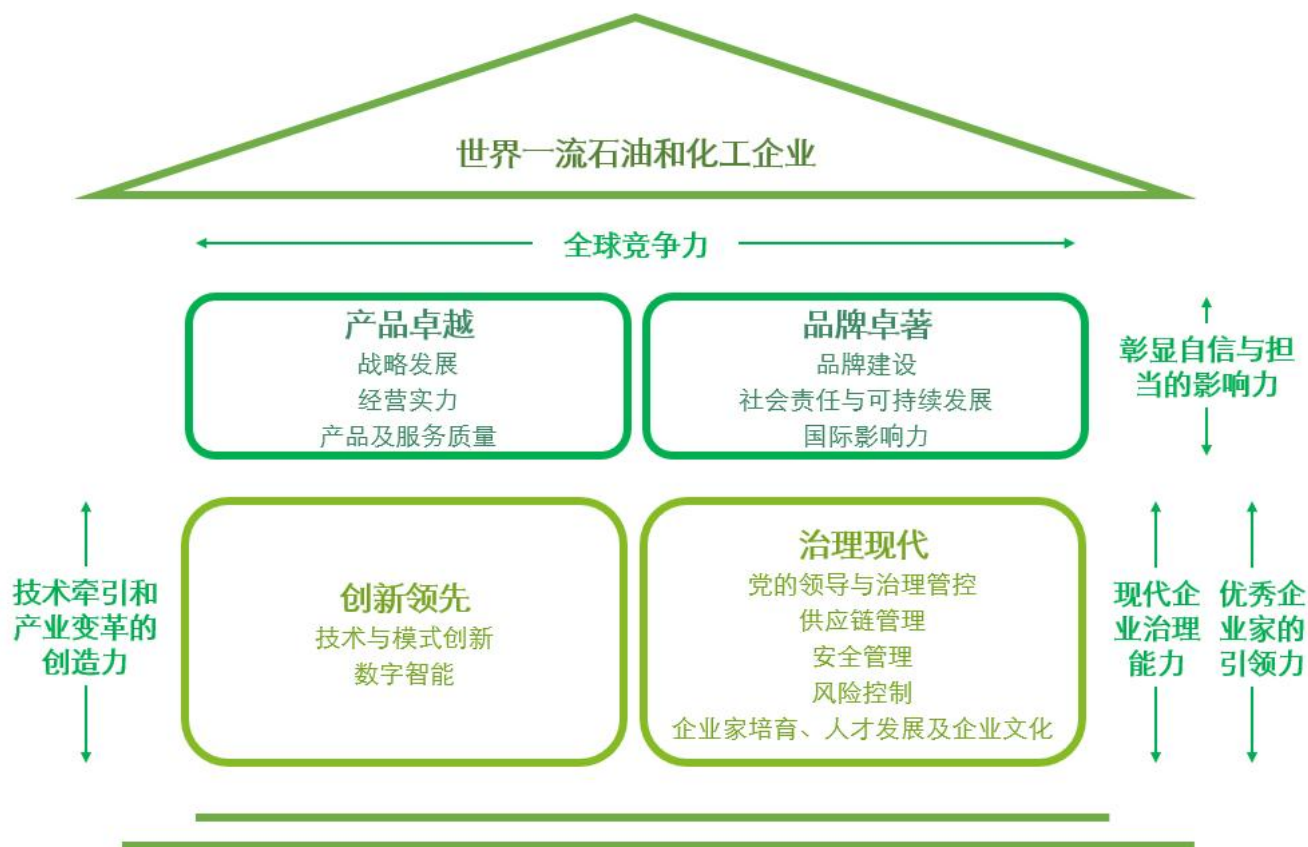 世界一流石油和化工企业
全球竞争力
产品卓越
战略发展
经营实力
产品及服务质量
品牌卓著
品牌建设
社会责任与可持续发展
国际影响力
彰显自信与担
当的影响力
技术牵引和
产业变革的
创造力
创新领先
技术与模式创新
数字智能
治理现代
党的领导与治理管控
供应链管理
安全管理
风险控制
企业家培育、人才发展及企业文化
现代企
业治理
能力
优秀企
业家的
引领力